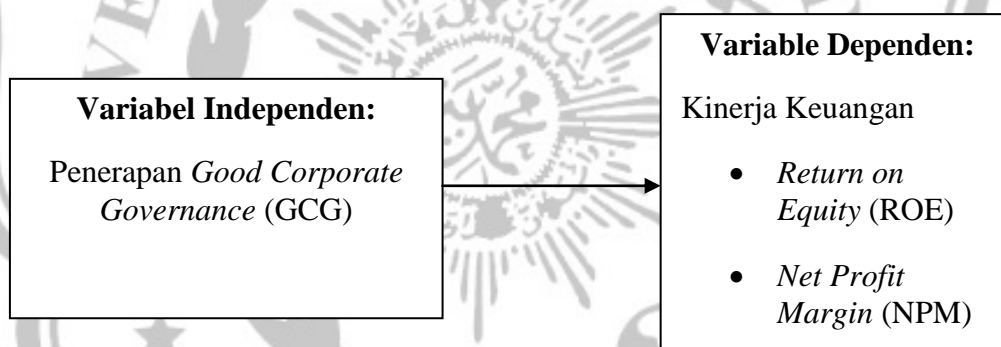 Variabel Independen:
Penerapan Good Corporate
Governance (GCG)
Variable Dependen:
Kinerja Keuangan
• Return on
Equity (ROE)
• Net Profit
Margin (NPM)